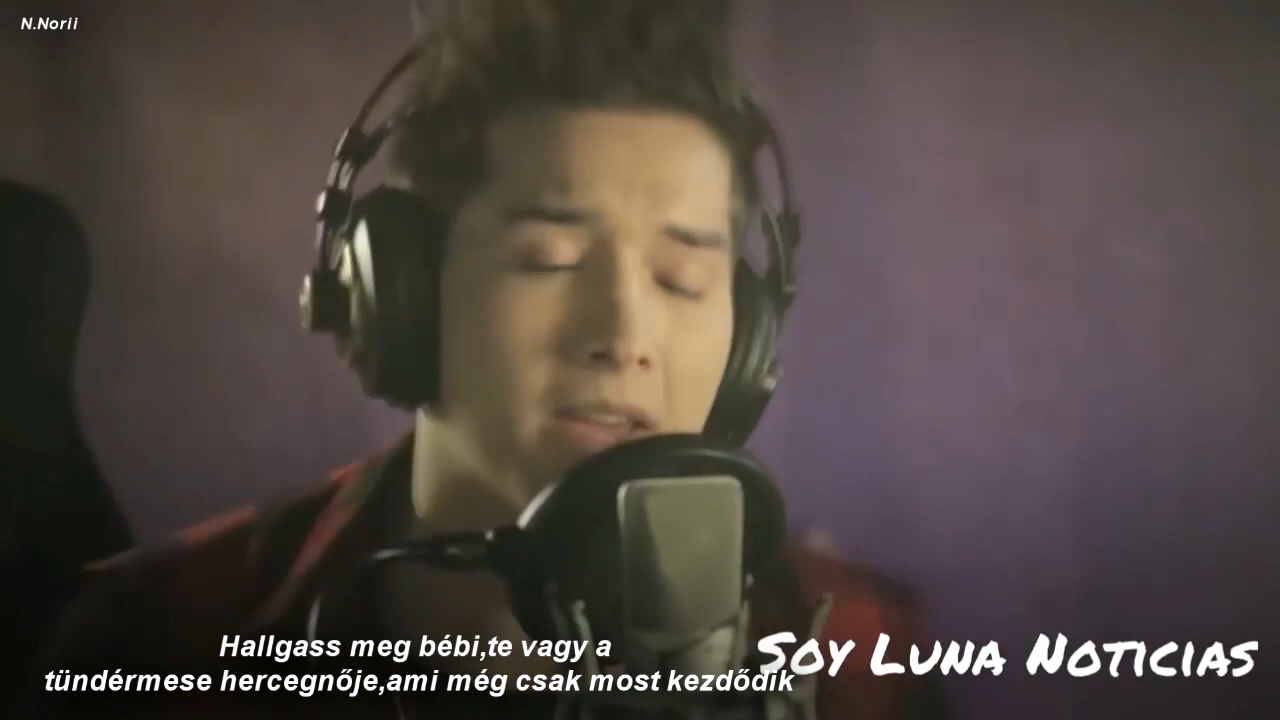 N.Norii
Hallgass meg bébi,te vagy a
tündérmese hercegnője,ami még csak most kezdődik
Soy Luna Noticias